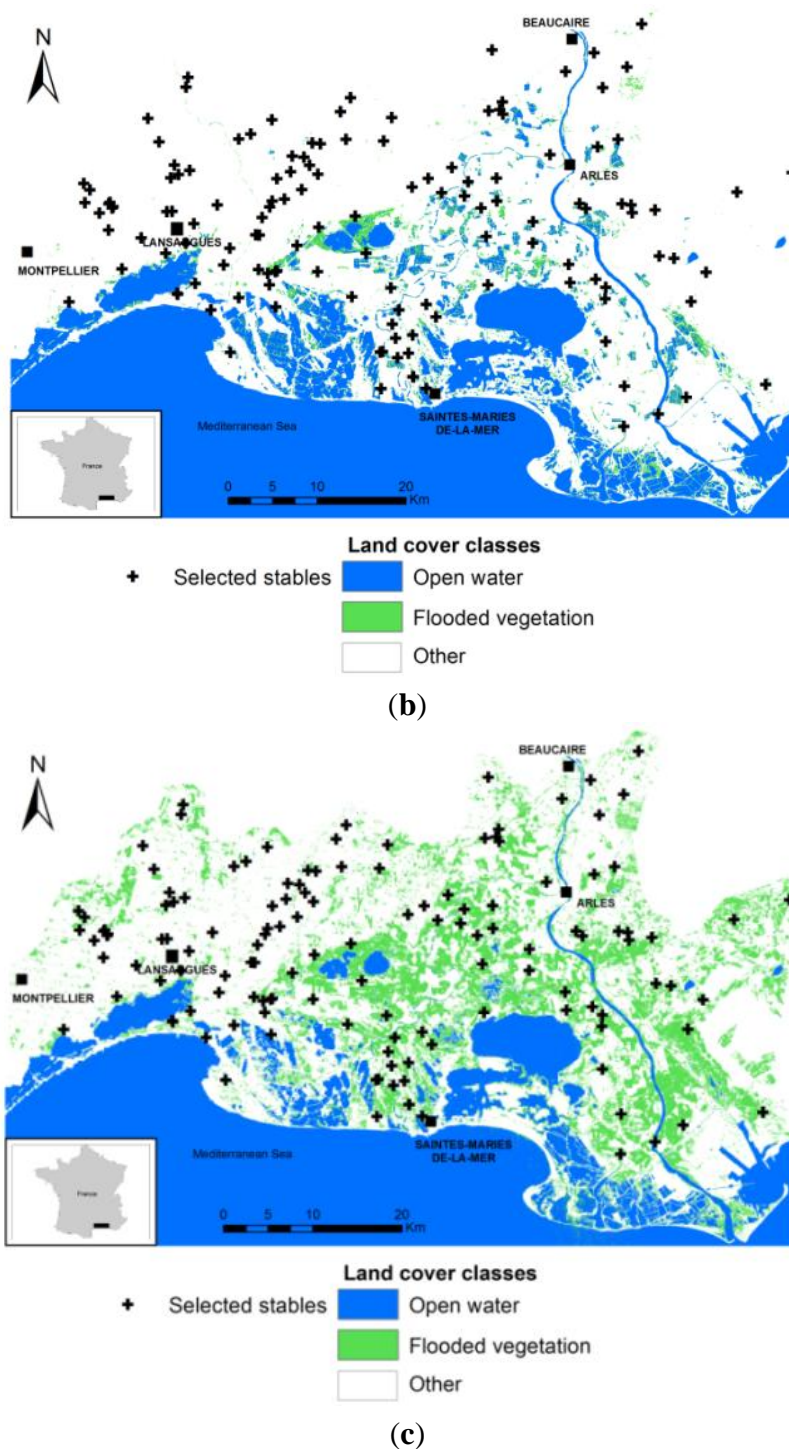 N
BEAUCAIRE
ARLES
LANSARGUES
MONTPELLIER
SAINTES-MARIES
DE-LA-MER
Mediterranean Sea
France
0 5 10 20
Km
Land cover classes
Selected stables
Open water
Flooded vegetation
Other
(b)
N
BEAUCAIRE
ARLES
LANSARGUES
MONTPELLIER
SAINTES-MARIES
DE-LA-MER
Mediterranean Sea
France
0 5 10 20
Km
Land cover classes
Selected stables
Open water
Flooded vegetation
Other
(c)